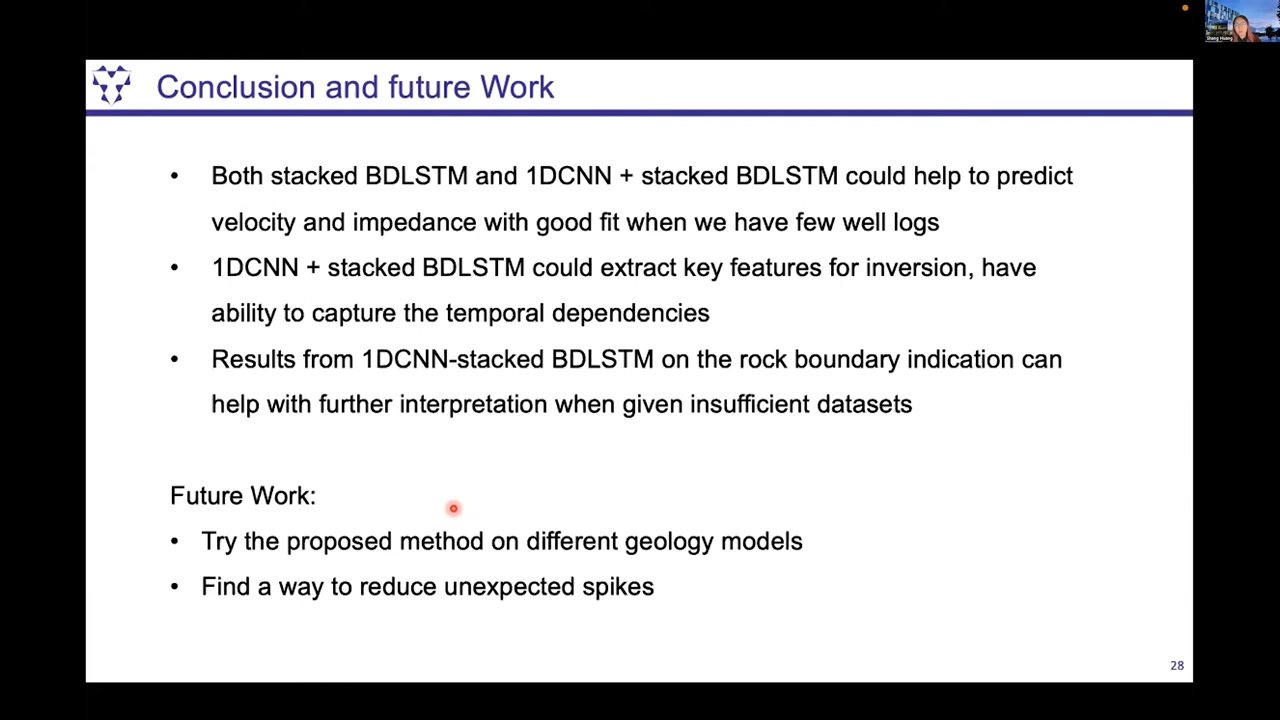 Conclusion and future Work
• Both stacked BDLSTM and 1DCNN + stacked BDLSTM could help to predict
velocity and impedance with good fit when we have few well logs
• 1DCNN + stacked BDLSTM could extract key features for inversion, have
ability to capture the temporal dependencies
• Results from 1DCNN-stacked BDLSTM on the rock boundary indication can
help with further interpretation when given insufficient datasets
Future Work:
• Try the proposed method on different geology models
• Find a way to reduce unexpected spikes
28
Shang Huang